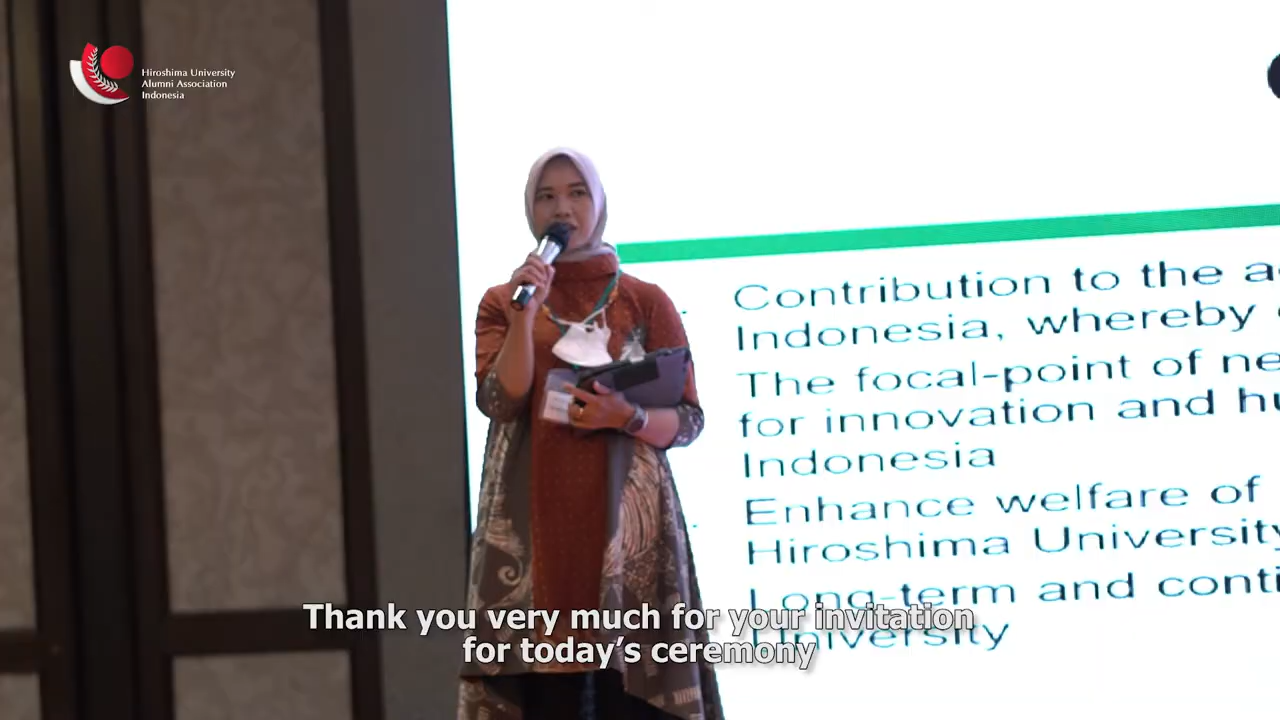 Hiroshima University
Alumni Association
Indonesia
Contribution to the
Indonesia, whereby
The focal-point of
for innovation and
Indonesia
Enhance welfare of
Hiroshima University
Long-term and
University
Thank you very much for your invitation
for today's ceremony